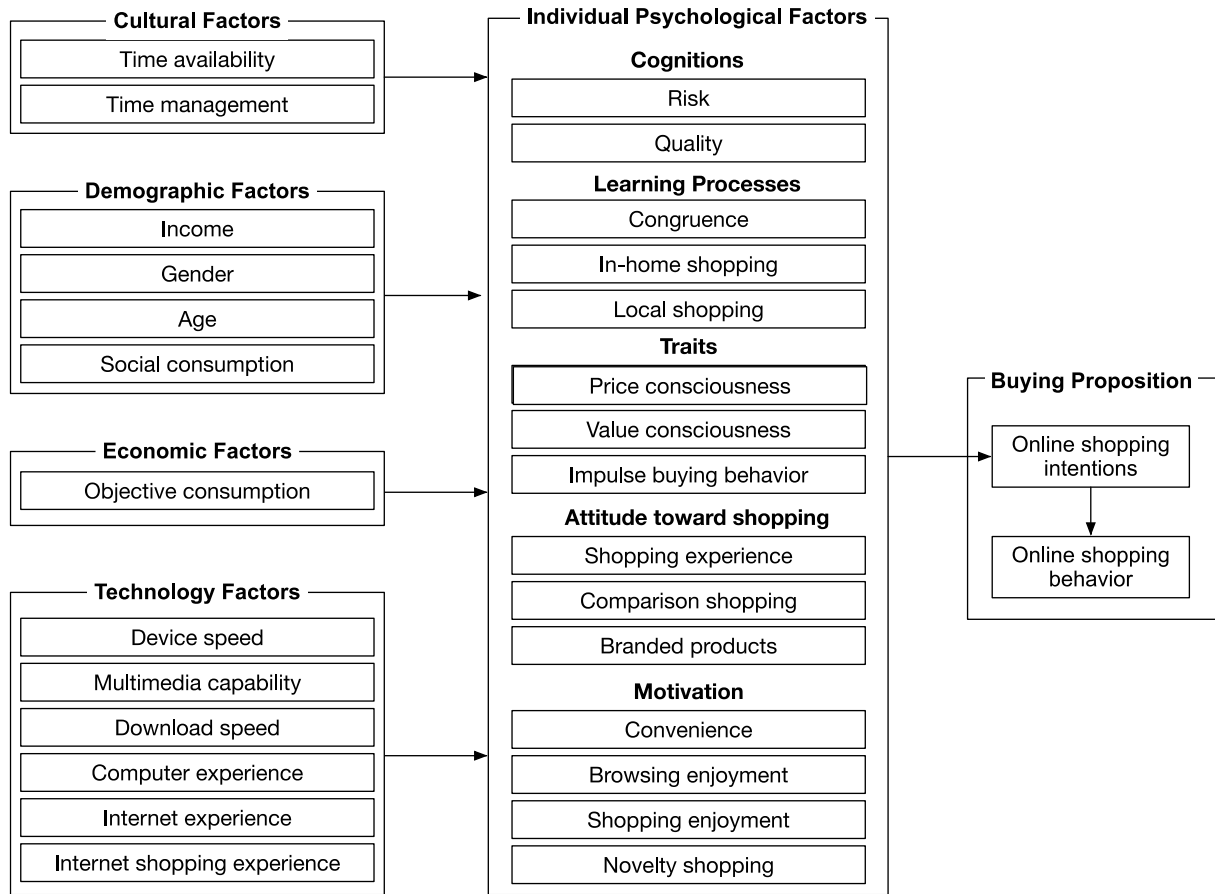 Cultural Factors
Time availability
Time management
Demographic Factors
Income
Gender
Age
Social consumption
Economic Factors
Objective consumption
Technology Factors
Device speed
Multimedia capability
Download speed
Computer experience
Internet experience
Internet shopping experience
Individual Psychological Factors
Cognitions
Risk
Quality
Learning Processes
Congruence
In-home shopping
Local shopping
Traits
Price consciousness
Value consciousness
Impulse buying behavior
Attitude toward shopping
Shopping experience
Comparison shopping
Branded products
Motivation
Convenience
Browsing enjoyment
Shopping enjoyment
Novelty shopping
Buying Proposition
Online shopping
intentions
Online shopping
behavior